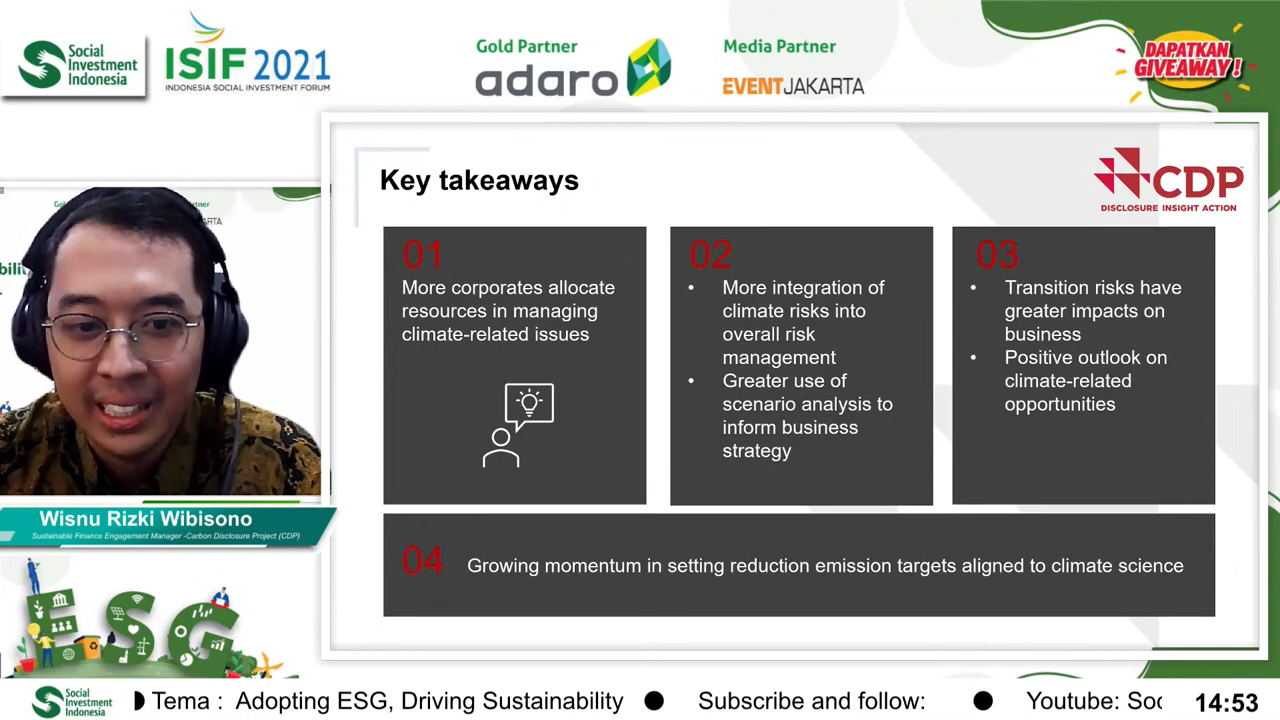 Social
Investment
Indonesia
ISIF 2021
INDONESIA SOCIAL INVESTMENT FORUM
Gold Partner
adaro
Media Partner
EVENTJAKARTA
DAPATKAN
GIVEAWAY !
Key takeaways
CDP
DISCLOSURE INSIGHT ACTION
01
More corporates allocate
resources in managing
climate-related issues
02
• More integration of
climate risks into
overall risk
management
• Greater use of
scenario analysis to
inform business
strategy
03
• Transition risks have
greater impacts on
business
• Positive outlook on
climate-related
opportunities
04
Growing momentum in setting reduction emission targets aligned to climate science
Wisnu Rizki Wibisono
Sustainable Finance Engagement Manager -Carbon Disclosure Project (CDP)
ESG
Social
Investment
Indonesia
Tema : Adopting ESG, Driving Sustainability ● Subscribe and follow: ● Youtube: Soc
14:53